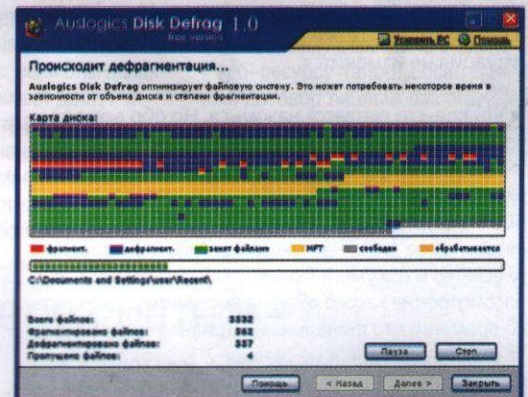 Auslogics Disk Defrag 1.0
free version
Ускорить PC Помощь
Происходит дефрагментация...
Auslogics Disk Defrag оптимизирует файловую систему. Это может потребовать некоторое время в
зависимости от объема диска и степени фрагментации.
Карта диска:
фрагмент. дефрагмент. занят файлами MFT свободен обрабатывается
C:\Documents and Settings\user\Recent\
Всего файлов: 3532
Фрагментировано файлов: 362
Дефрагментировано файлов: 337
Пропущено файлов: 4
Пауза Стоп
Помощь < Назад Далее > Закрыть